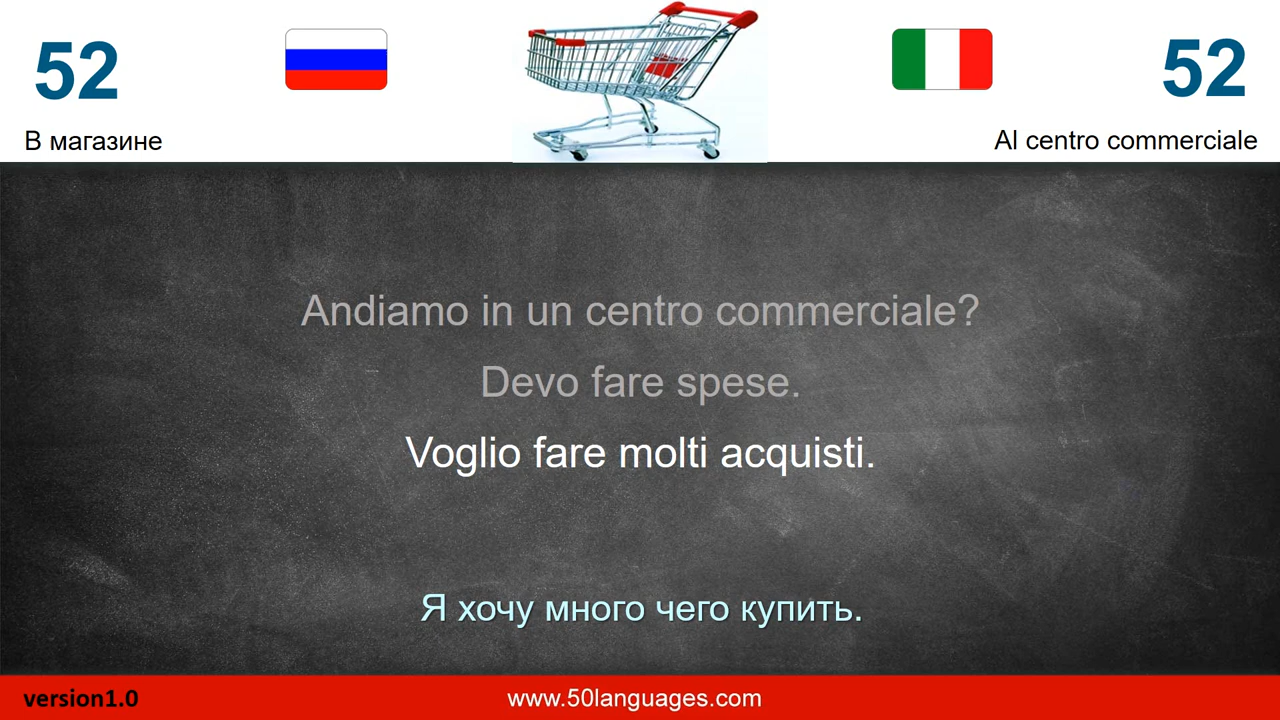 52
52
В магазине
Al centro commerciale
Andiamo in un centro commerciale?
Devo fare spese.
Voglio fare molti acquisti.
Я хочу много чего купить.
version1.0
www.50languages.com